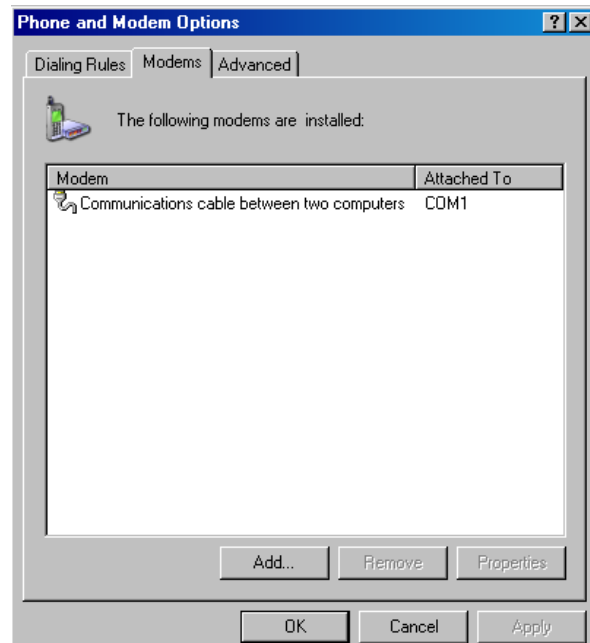 Phone and Modem Options
Dialing Rules Modems Advanced
The following modems are installed:
Modem Attached To
Communications cable between two computers COM1
Add... Remove Properties
OK Cancel Apply